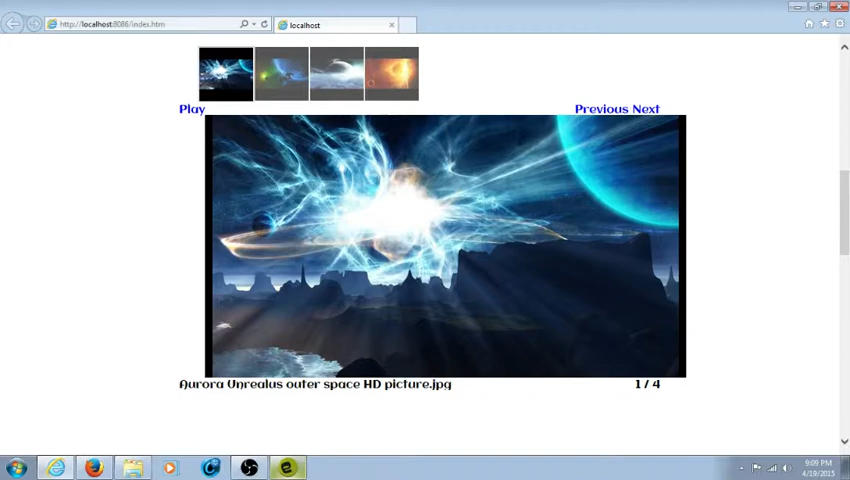 http://localhost:8086/index.htm
localhost
Play
Previous Next
Aurora Unrealus outer space HD picture.jpg
1 / 4
9:09 PM
4/19/2015